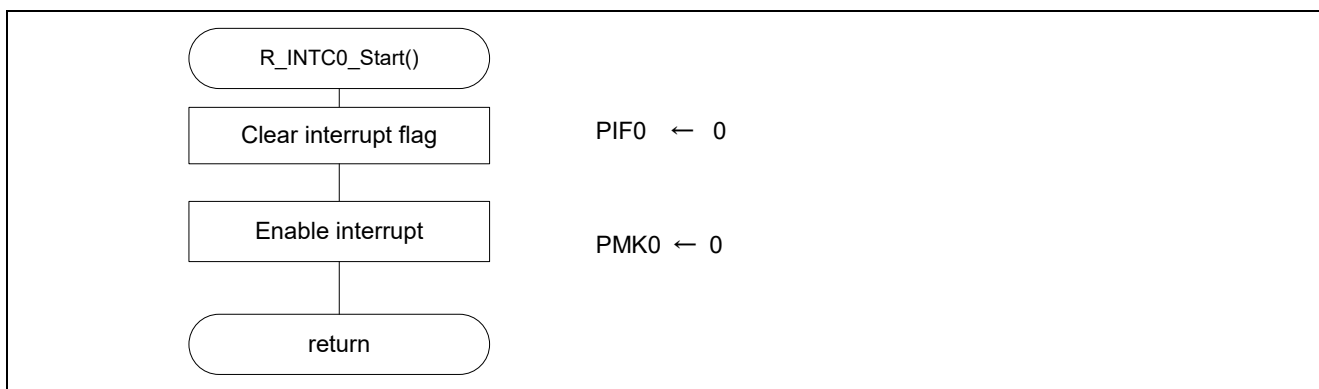 R_INTC0_Start()
Clear interrupt flag
PIF0 ← 0
Enable interrupt
PMK0 ← 0
return